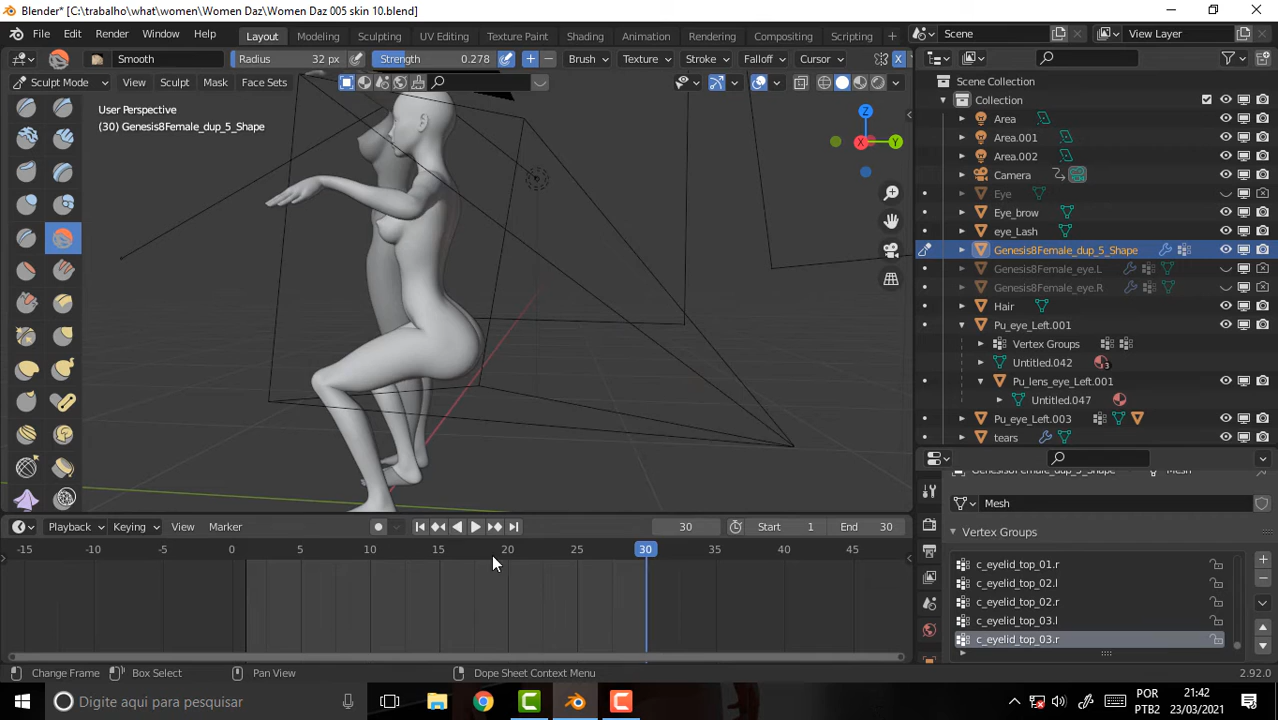 Blender* [C:\trabalho\what\women\Women Daz\Women Daz 005 skin 10.blend]
File Edit Render Window Help Layout Modeling Sculpting UV Editing Texture Paint Shading Animation Rendering Compositing Scripting Scene View Layer
Smooth Radius 32 px Strength 0.278 Brush Texture Stroke Falloff Cursor X
Sculpt Mode View Sculpt Mask Face Sets
User Perspective
(30) Genesis8Female_dup_5_Shape
Z
X
Y
Scene Collection
Collection
Area
Area.001
Area.002
Camera
Eye
Eye_brow
eye_Lash
Genesis8Female_dup_5_Shape
Genesis8Female_eye.L
Genesis8Female_eye.R
Hair
Pu_eye_Left.001
Vertex Groups
Untitled.042 3
Pu_lens_eye_Left.001
Untitled.047
Pu_eye_Left.003
tears
Genesis8Female_dup_5_Shape Mesh
Mesh
Vertex Groups
c_eyelid_top_01.r
c_eyelid_top_02.l
c_eyelid_top_02.r
c_eyelid_top_03.l
c_eyelid_top_03.r
Playback Keying View Marker 30 Start 1 End 30
-15 -10 -5 0 5 10 15 20 25 30 35 40 45
Change Frame Box Select Pan View Dope Sheet Context Menu 2.92.0
Digite aqui para pesquisar
POR
PTB2
21:42
23/03/2021